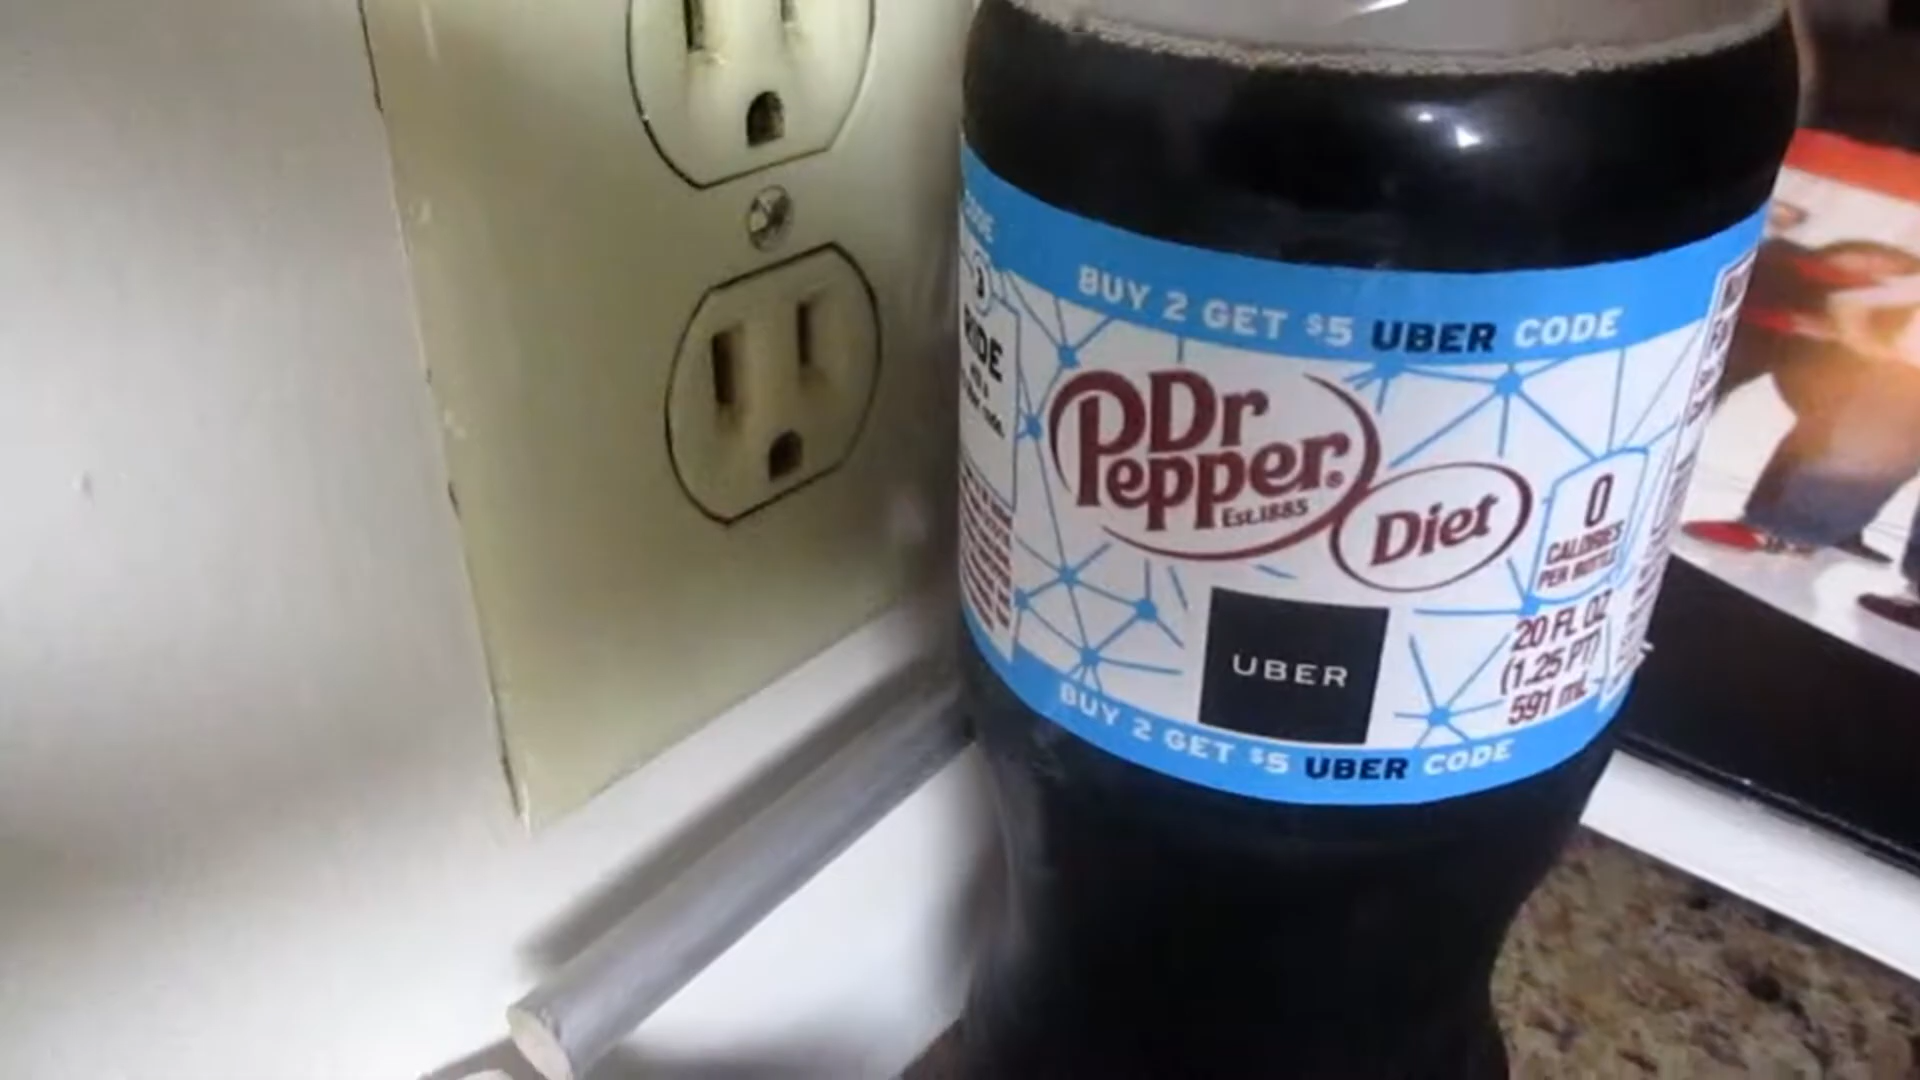 BUY 2 GET $5 UBER CODE
RIDE
Dr
Pepper
Est.1885
Diet
0
CALORIES
PER BOTTLE
UBER
20 FL OZ
(1.25 PT)
591 mL
BUY 2 GET $5 UBER CODE